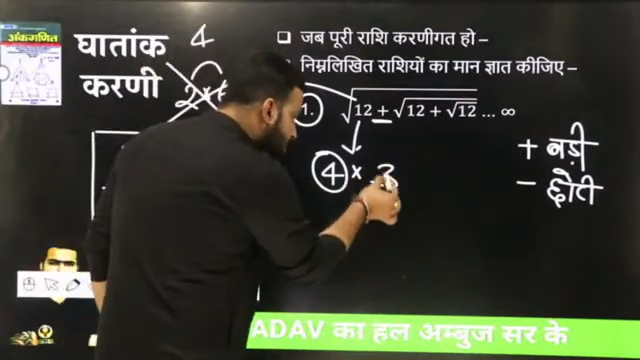 अंकगणित
घातांक
करणी
4
❑ जब पूरी राशि करणीगत हो –
निम्नलिखित राशियों का मान ज्ञात कीजिए –
1. √12 + √12 + √12 ... ∞
4 × 3
+ बड़ी
– छोटी
ADAV का हल अम्बुज सर के